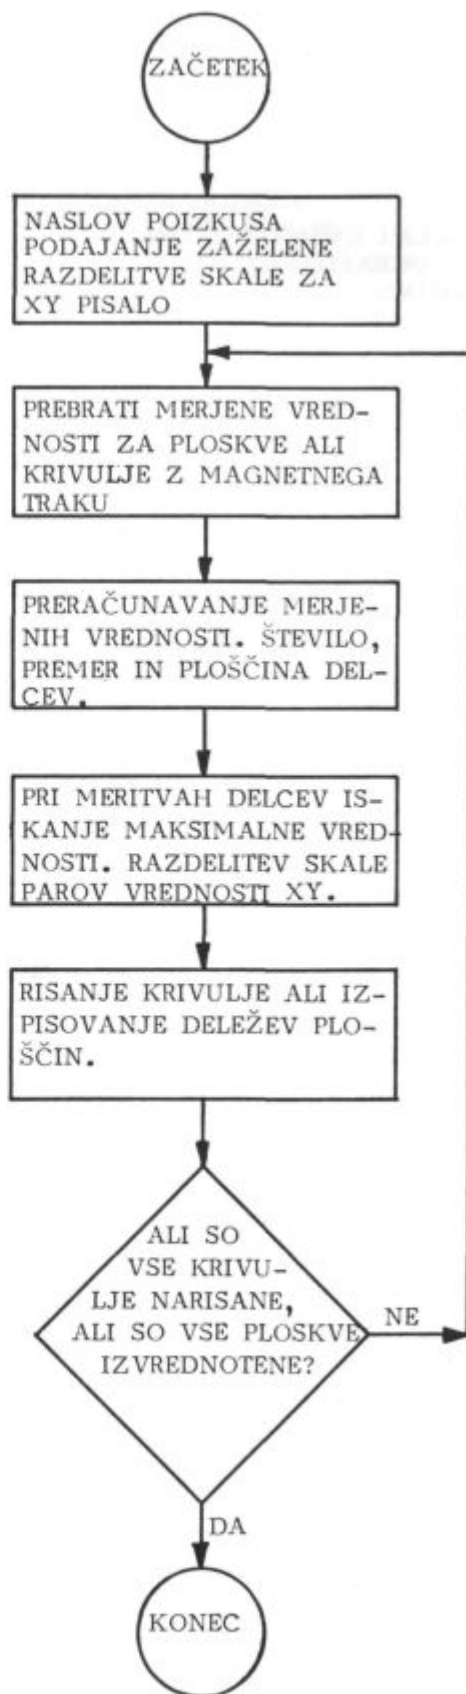 ZAČETEK
NASLOV POIZKUSA
PODAJANJE ZAŽELENE
RAZDELITVE SKALE ZA
XY PISALO
PREBRATI MERJENE VRED-
NOSTI ZA PLOSKVE ALI
KRIVULJE Z MAGNETNEGA
TRAKU
PRERAČUNAVANJE MERJE-
NIH VREDNOSTI. ŠTEVILO,
PREMER IN PLOŠČINA DEL-
CEV.
PRI MERITVAH DELCEV IS-
KANJE MAKSIMALNE VRED-
NOSTI. RAZDELITEV SKALE
PAROV VREDNOSTI XY.
RISANJE KRIVULJE ALI IZ-
PISOVANJE DELEŽEV PLO-
ŠČIN.
ALI SO
VSE KRIVU-
LJE NARISANE,
ALI SO VSE PLOSKVE
IZVREDNOTENE?
NE
DA
KONEC